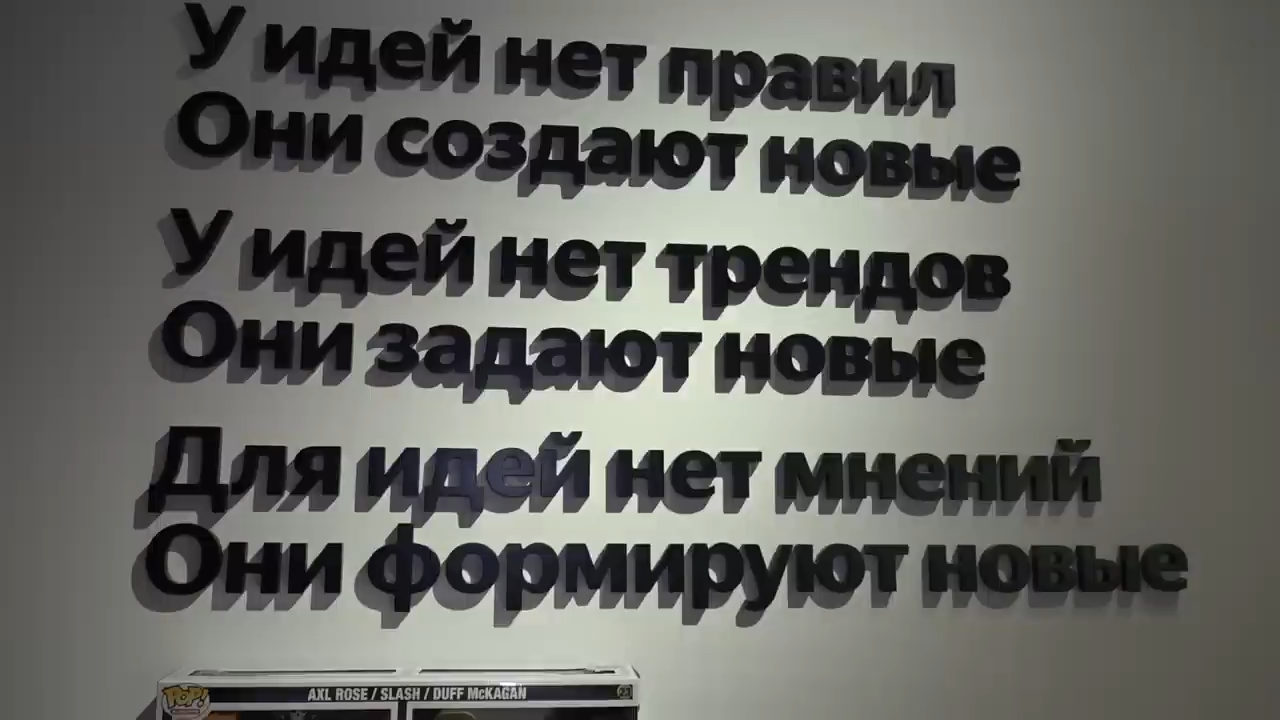 У идей нет правил
Они создают новые
У идей нет трендов
Они задают новые
Для идей нет мнений
Они формируют новые
POP!
AXL ROSE / SLASH / DUFF McKAGAN